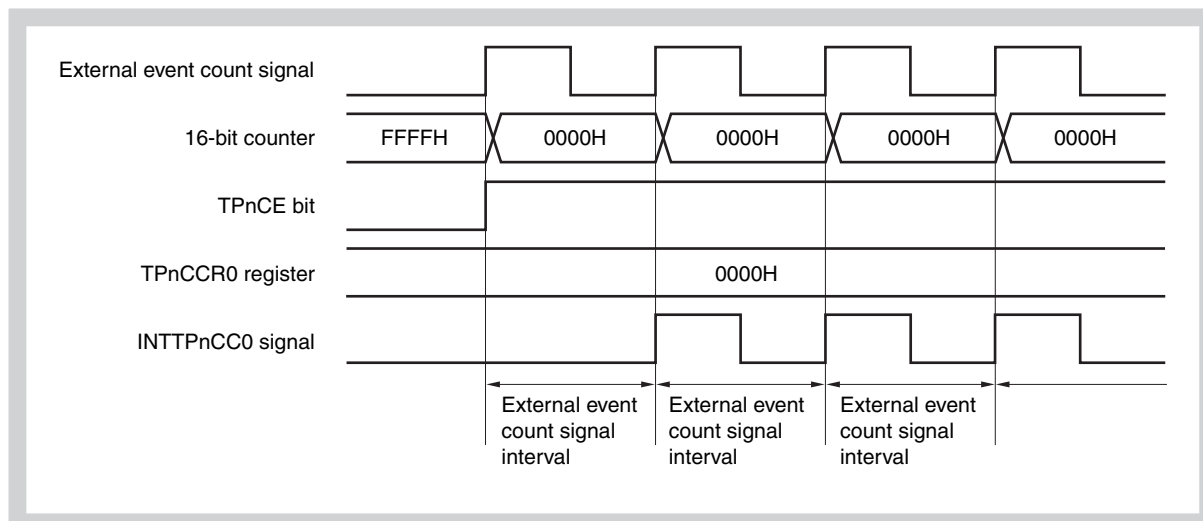 External event count signal
16-bit counter
FFFFH
0000H
0000H
0000H
0000H
TPnCE bit
TPnCCR0 register
0000H
INTTPnCC0 signal
External event
count signal
interval
External event
count signal
interval
External event
count signal
interval